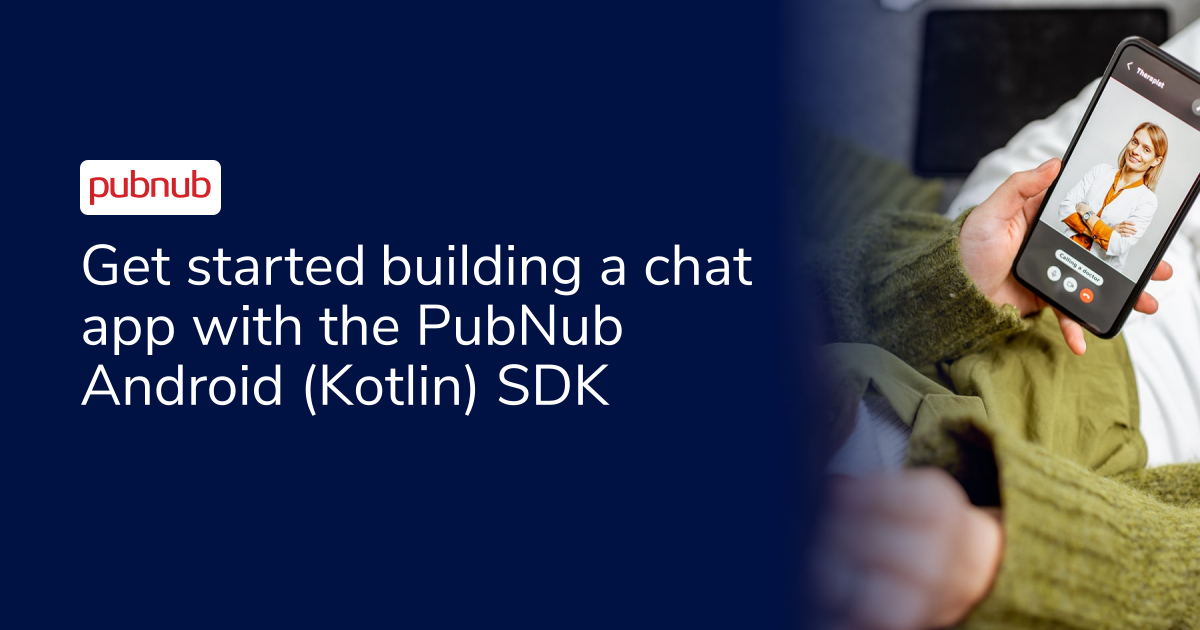 pubnub
Get started building a chat
app with the PubNub
Android (Kotlin) SDK
Therapist
Calling a doctor